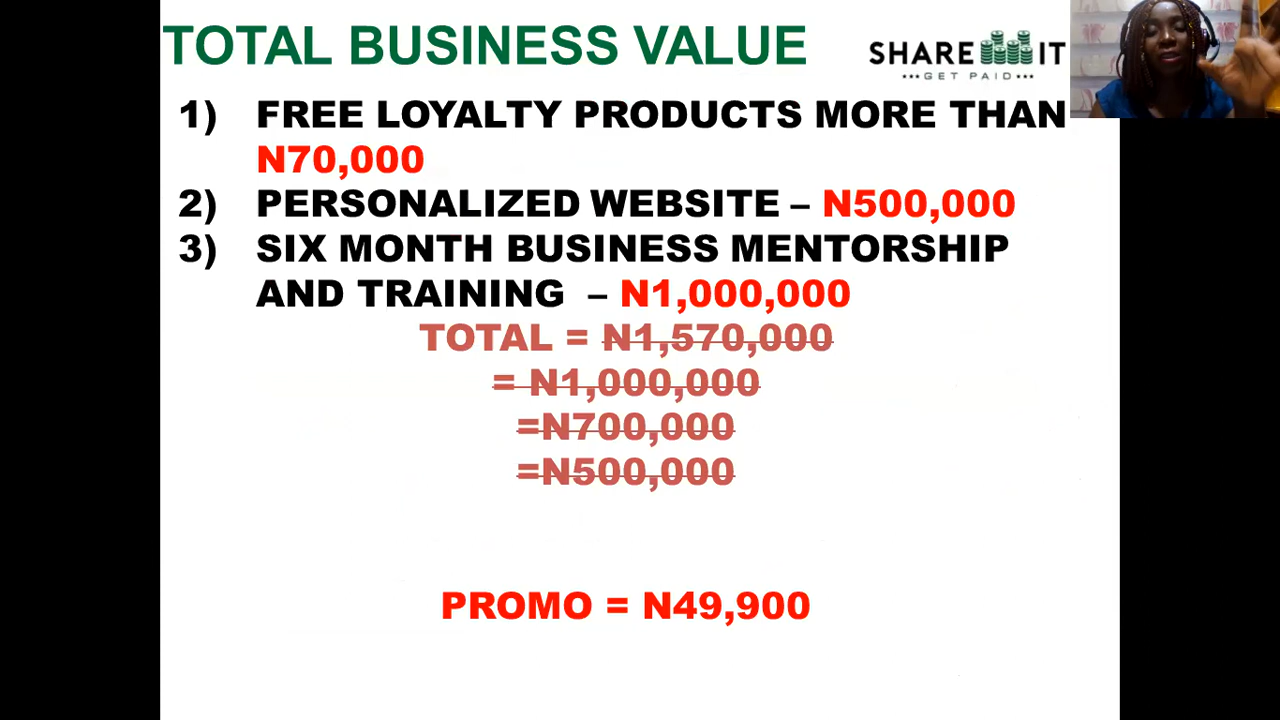 TOTAL BUSINESS VALUE
SHARE IT
GET PAID
1) FREE LOYALTY PRODUCTS MORE THAN
N70,000
2) PERSONALIZED WEBSITE – N500,000
3) SIX MONTH BUSINESS MENTORSHIP
AND TRAINING – N1,000,000
TOTAL = N1,570,000
= N1,000,000
=N700,000
=N500,000
PROMO = N49,900